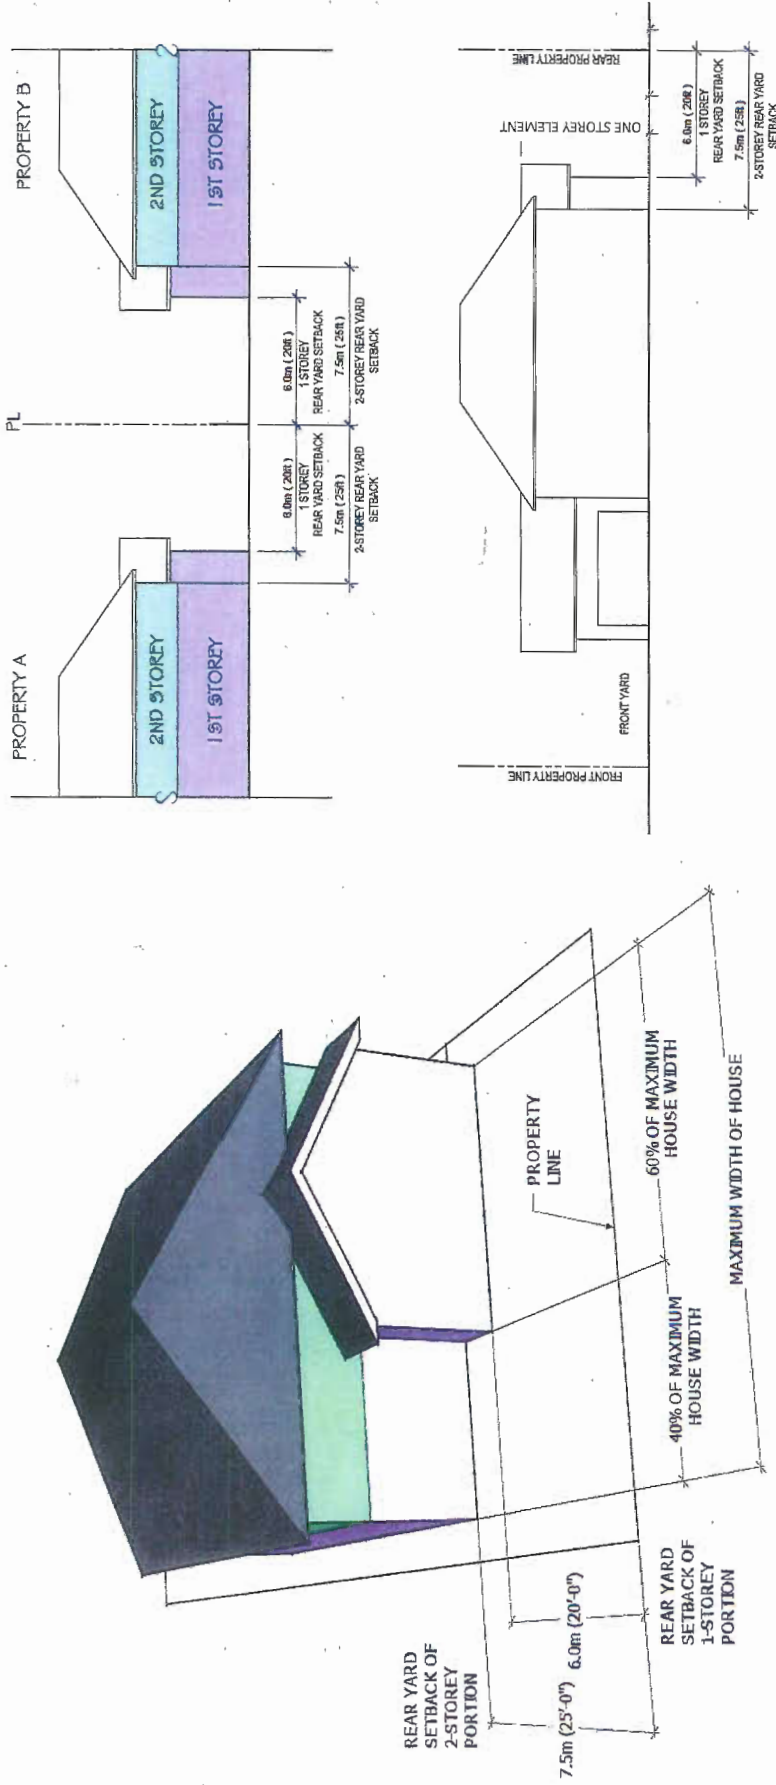 PROPERTY A
PL
PROPERTY B
2ND STOREY
1ST STOREY
2ND STOREY
1ST STOREY
6.0m ( 20ft)
1 STOREY
REAR YARD SETBACK
7.5m ( 25ft)
2-STOREY REAR YARD
SETBACK
6.0m ( 20ft)
1 STOREY
REAR YARD SETBACK
7.5m ( 25ft)
2-STOREY REAR YARD
SETBACK
FRONT PROPERTY LINE
FRONT YARD
ONE STOREY ELEMENT
REAR PROPERTY LINE
6.0m ( 20ft)
1 STOREY
REAR YARD SETBACK
7.5m ( 25ft)
2-STOREY REAR YARD
SETBACK
REAR YARD
SETBACK OF
2-STOREY
PORTION
7.5m (25'-0")
6.0m (20'-0")
REAR YARD
SETBACK OF
1-STOREY
PORTION
PROPERTY
LINE
40% OF MAXIMUM
HOUSE WIDTH
60% OF MAXIMUM
HOUSE WIDTH
MAXIMUM WIDTH OF HOUSE